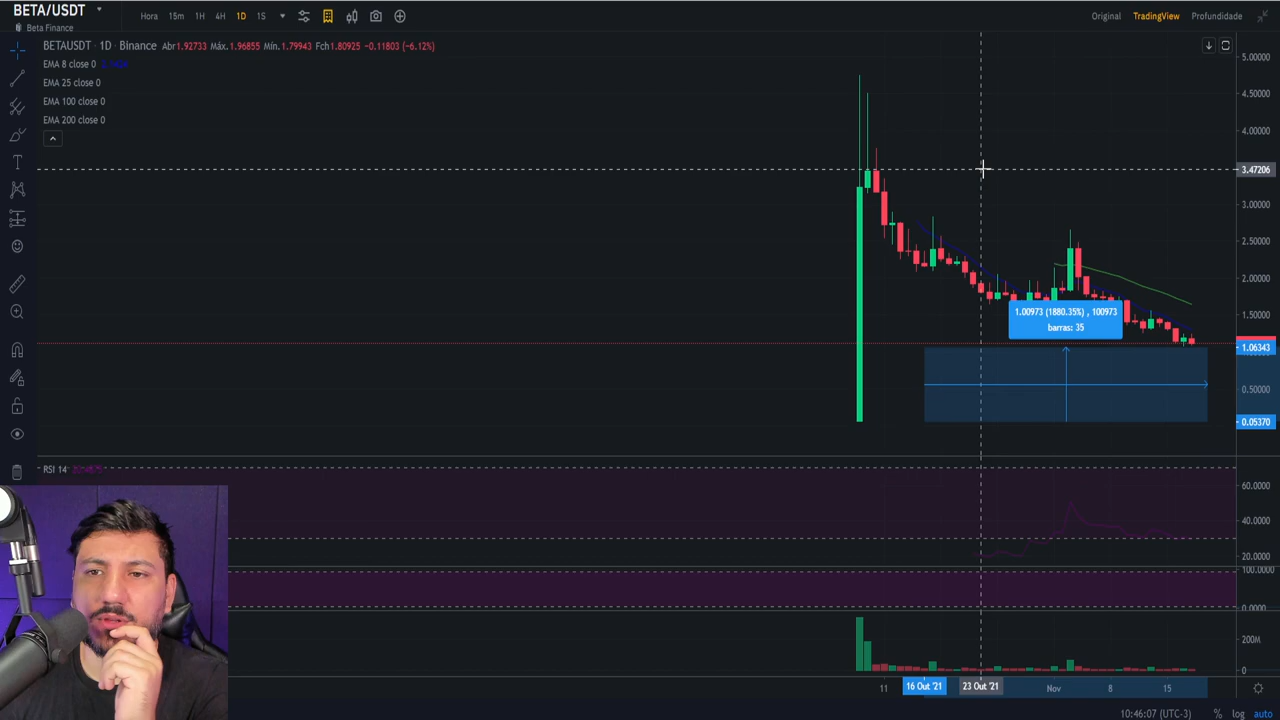 BETA/USDT
Beta Finance
Hora 15m 1H 4H 1D 1S
Original TradingView Profundidade
BETAUSDT · 1D · Binance Abr1.92733 Máx.1.96855 Mín.1.79943 Fch1.80925 −0.11803 (−6.12%)
EMA 8 close 0
EMA 25 close 0
EMA 100 close 0
EMA 200 close 0
5.00000
4.50000
4.00000
3.47206
3.00000
2.50000
2.00000
1.50000
1.00973 (1880.35%) , 100973
barras: 35
1.06343
0.50000
0.05370
RSI 14
60.0000
40.0000
20.0000
100.0000
0.0000
200M
0
11 16 Out '21 23 Out '21 Nov 8 15
10:46:07 (UTC-3) % log auto